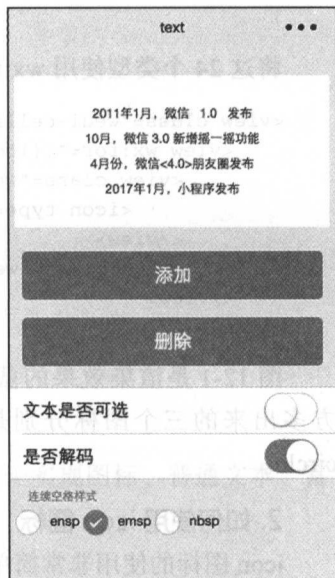 text
2011年1月，微信 1.0 发布
10月，微信 3.0 新增摇一摇功能
4月份，微信<4.0>朋友圈发布
2017年1月，小程序发布
添加
删除
文本是否可选
是否解码
连续空格样式
ensp emsp nbsp